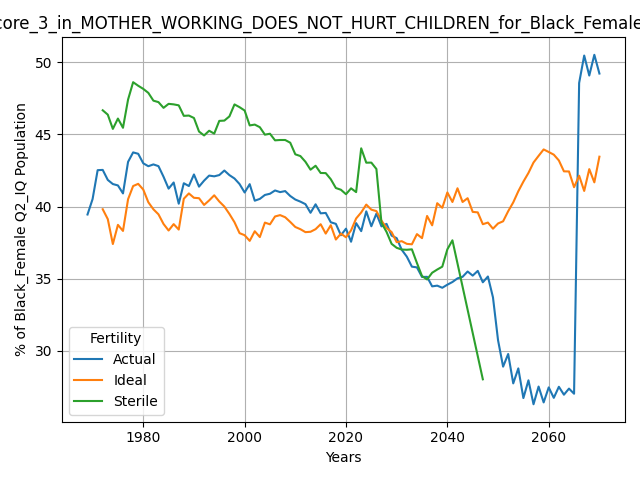 core_3_in_MOTHER_WORKING_DOES_NOT_HURT_CHILDREN_for_Black_Female
% of Black_Female Q2_IQ Population
50
45
40
35
30
Fertility
Actual
Ideal
Sterile
1980
2000
2020
2040
2060
Years